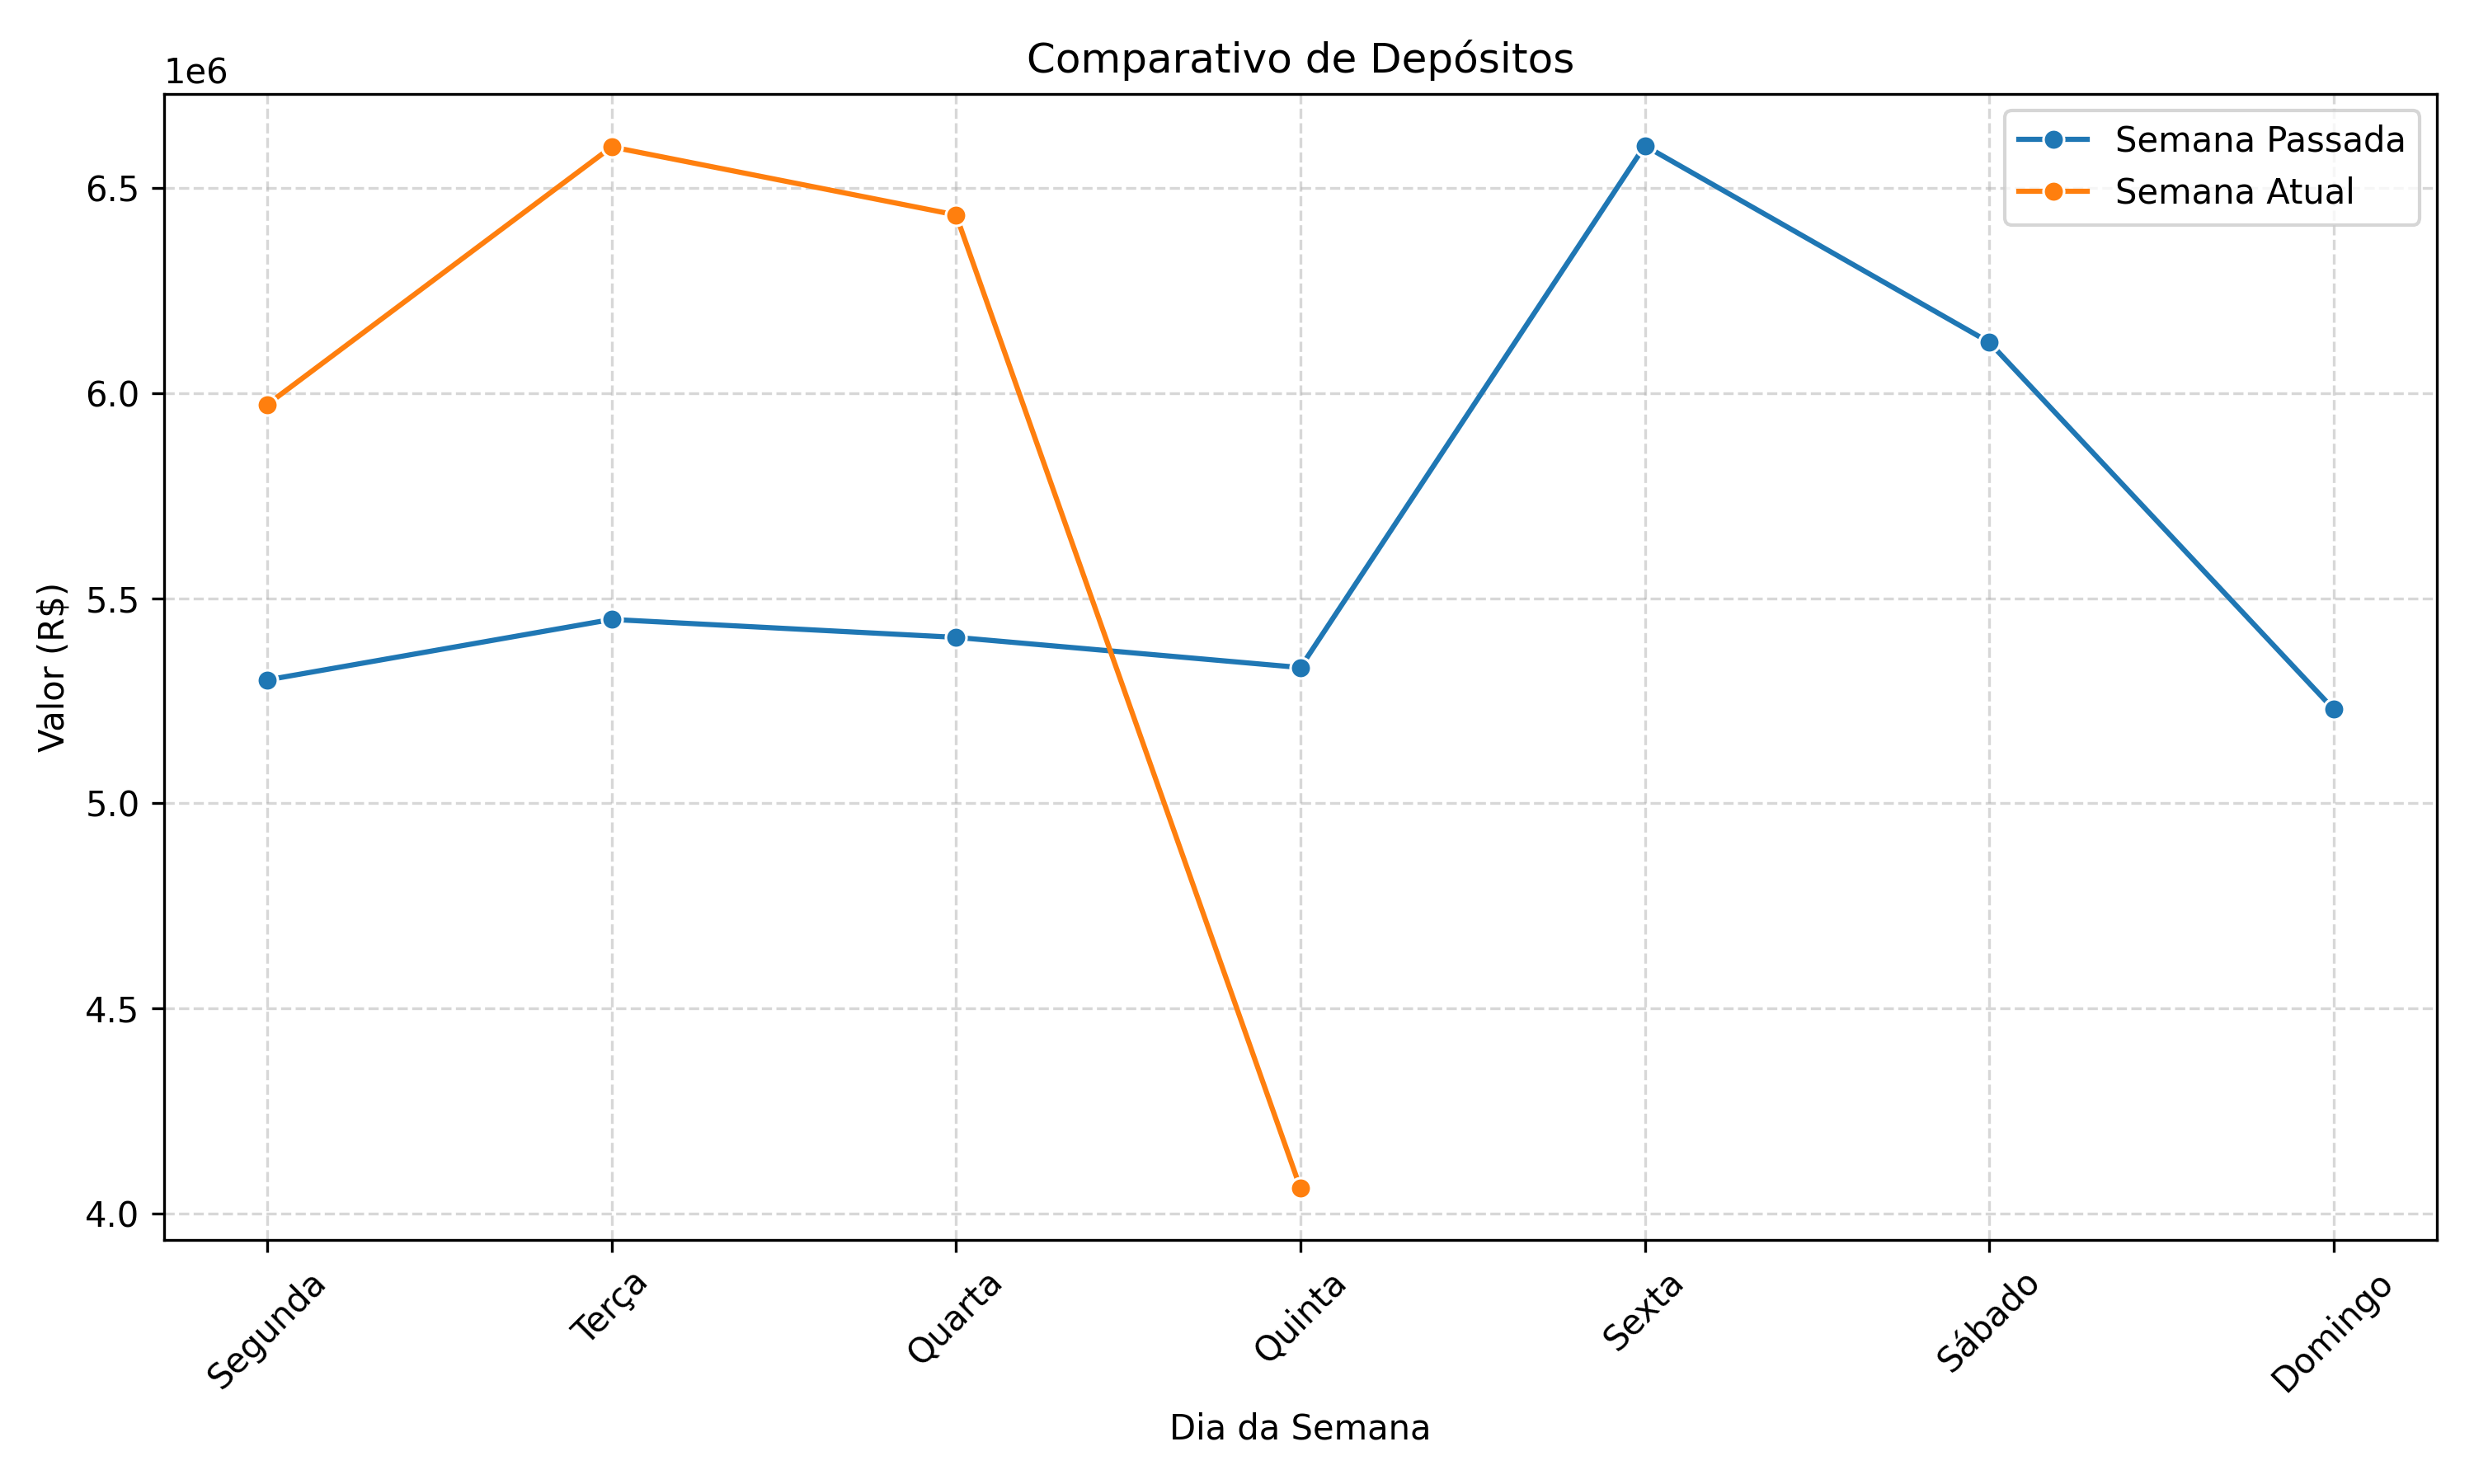 Comparativo de Depósitos
1e6
Semana Passada
Semana Atual
6.5
6.0
5.5
5.0
4.5
4.0
Valor (R$)
Segunda
Terça
Quarta
Quinta
Sexta
Sábado
Domingo
Dia da Semana